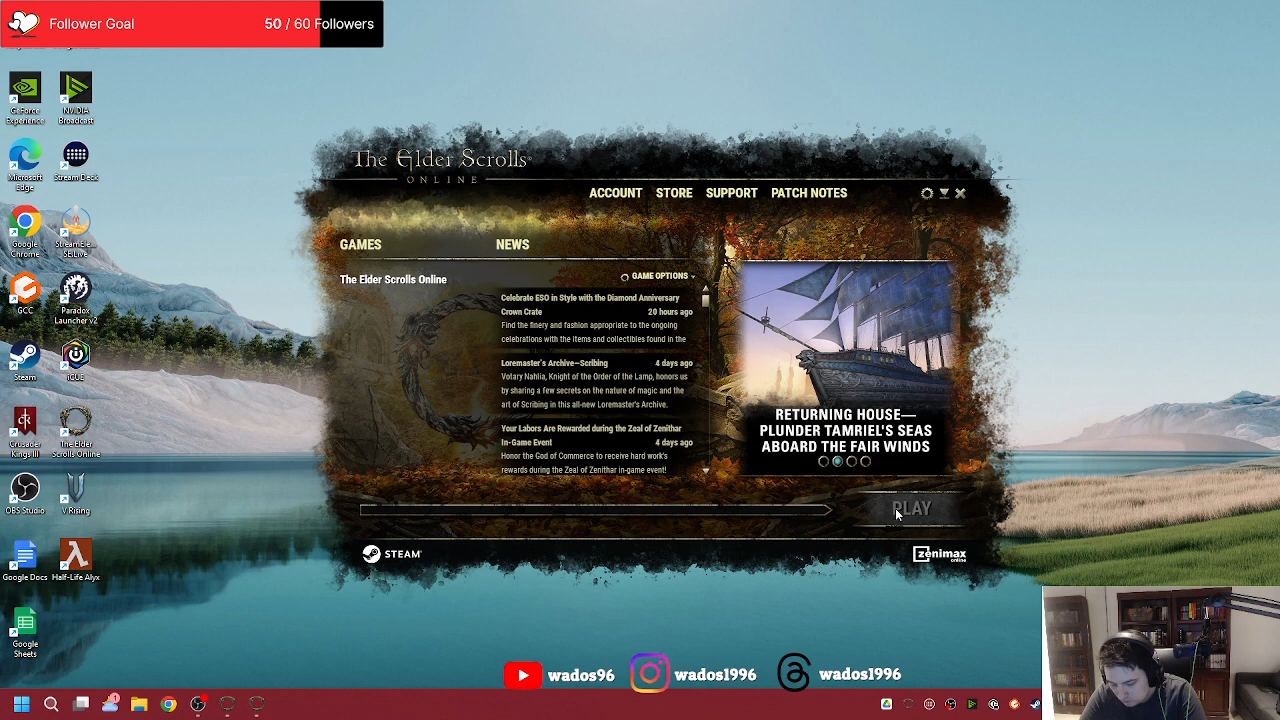 Follower Goal
50 / 60 Followers
GeForce
Experience
NVIDIA
Broadcast
Microsoft
Edge
Stream Deck
Google
Chrome
StreamEle...
SE.Live
GCC
Paradox
Launcher v2
Steam
iCUE
Crusader
Kings III
The Elder
Scrolls Online
OBS Studio
V Rising
Google Docs
Half-Life Alyx
Google
Sheets
The Elder Scrolls
ONLINE
ACCOUNT STORE SUPPORT PATCH NOTES
GAMES
NEWS
The Elder Scrolls Online
GAME OPTIONS
Celebrate ESO in Style with the Diamond Anniversary
Crown Crate 20 hours ago
Find the finery and fashion appropriate to the ongoing
celebrations with the items and collectibles found in the
Loremaster's Archive—Scribing 4 days ago
Votary Nahlia, Knight of the Order of the Lamp, honors us
by sharing a few secrets on the nature of magic and the
art of Scribing in this all-new Loremaster's Archive.
Your Labors Are Rewarded during the Zeal of Zenithar
In-Game Event 4 days ago
Honor the God of Commerce to receive hard work's
rewards during the Zeal of Zenithar in-game event!
RETURNING HOUSE—
PLUNDER TAMRIEL'S SEAS
ABOARD THE FAIR WINDS
PLAY
STEAM
zenimax
online
wados96
wados1996
wados1996